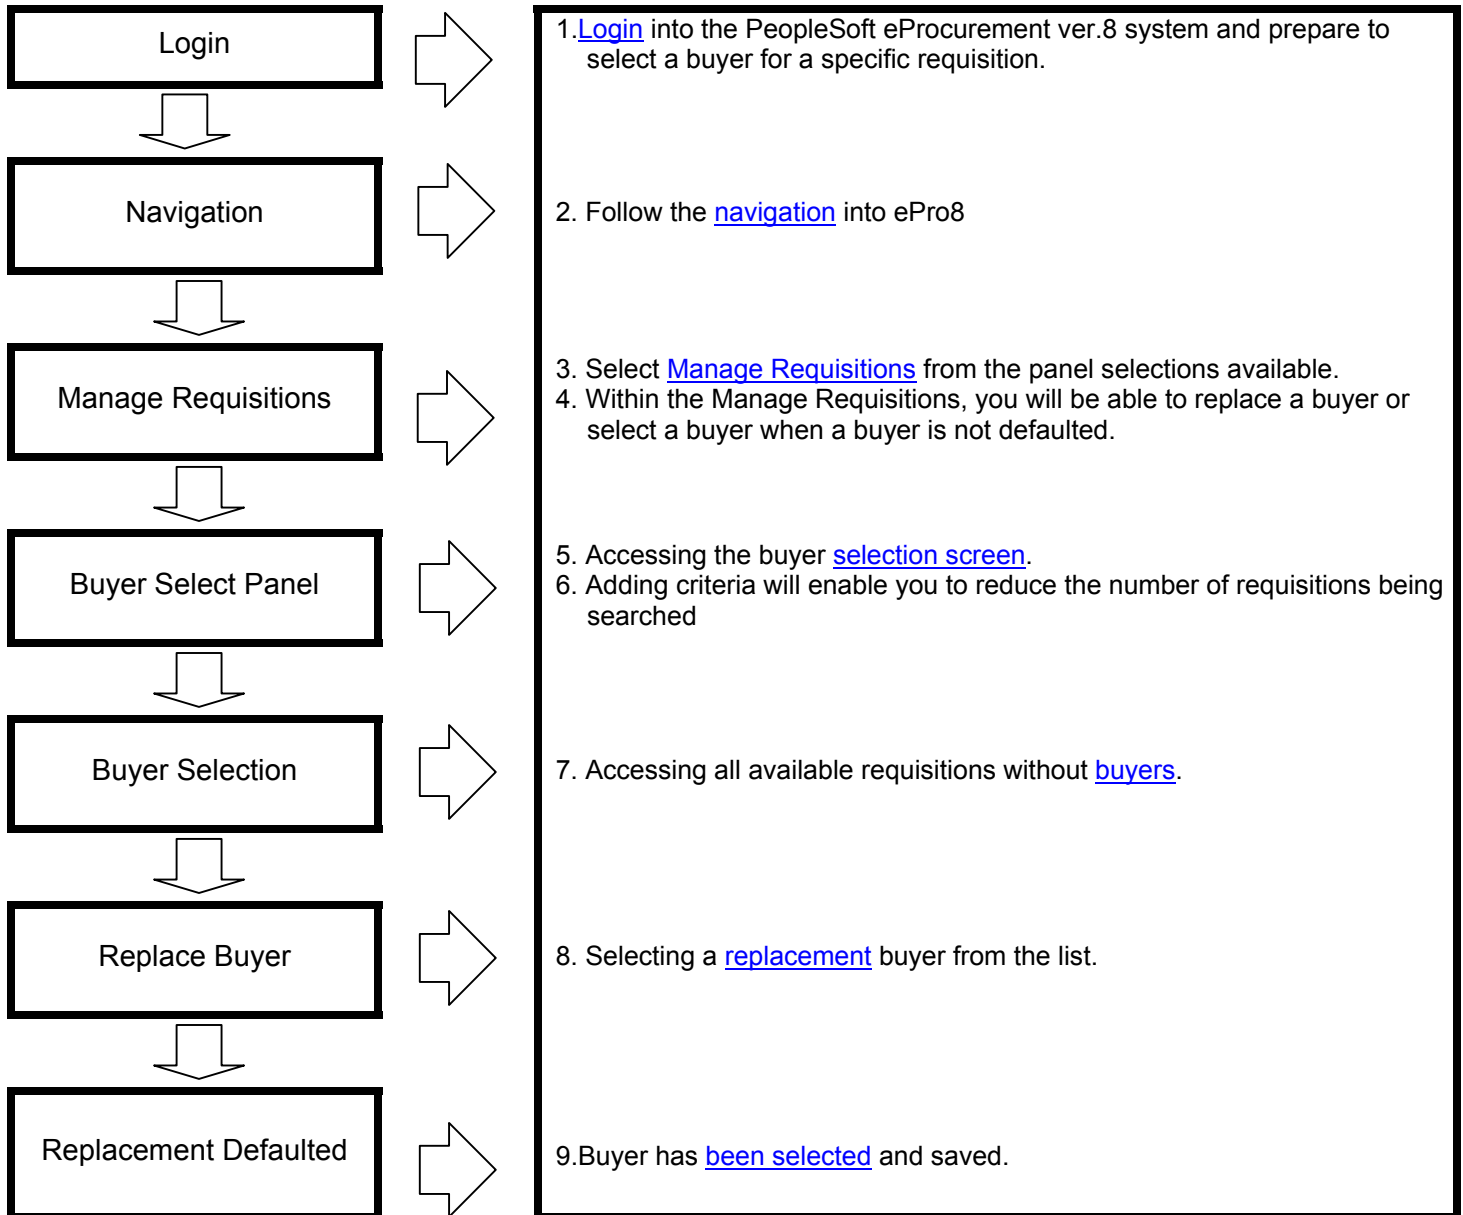 Login
1.Login into the PeopleSoft eProcurement ver.8 system and prepare to
select a buyer for a specific requisition.
Navigation
2. Follow the navigation into ePro8
Manage Requisitions
3. Select Manage Requisitions from the panel selections available.
4. Within the Manage Requisitions, you will be able to replace a buyer or
select a buyer when a buyer is not defaulted.
Buyer Select Panel
5. Accessing the buyer selection screen.
6. Adding criteria will enable you to reduce the number of requisitions being
searched
Buyer Selection
7. Accessing all available requisitions without buyers.
Replace Buyer
8. Selecting a replacement buyer from the list.
Replacement Defaulted
9.Buyer has been selected and saved.